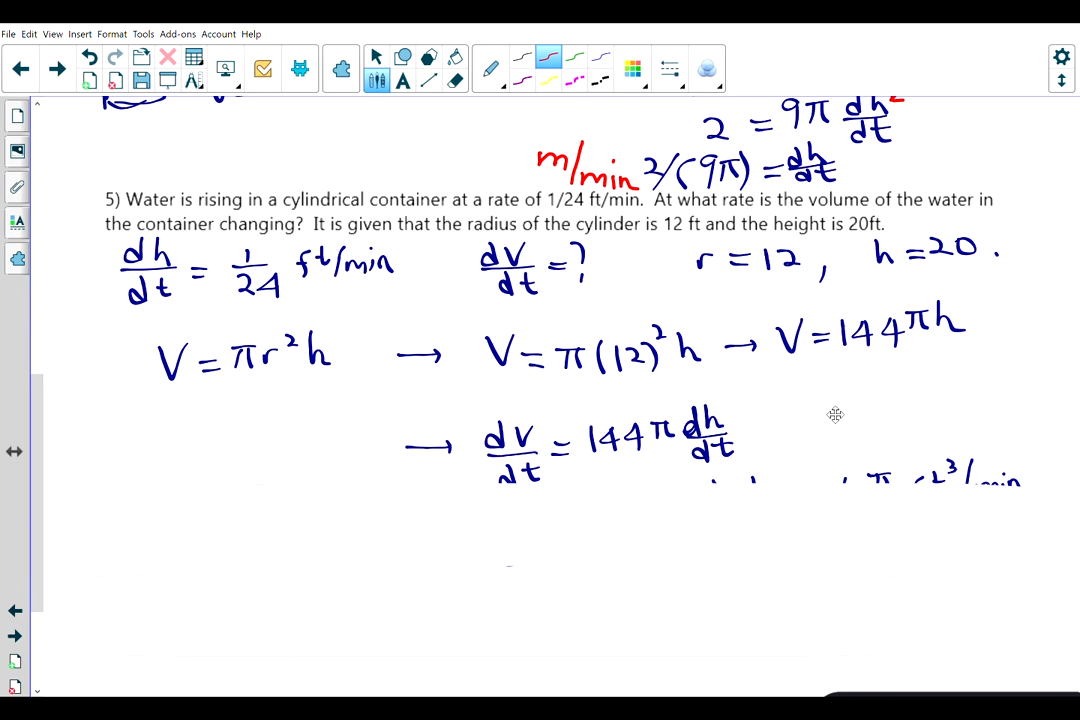 File Edit View Insert Format Tools Add-ons Account Help
2 = 9π dh/dt
m/min 2/(9π) = dh/dt
5) Water is rising in a cylindrical container at a rate of 1/24 ft/min. At what rate is the volume of the water in
the container changing? It is given that the radius of the cylinder is 12 ft and the height is 20ft.
dh/dt = 1/24 ft/min dV/dt = ? r = 12, h = 20.
V = πr²h → V = π(12)²h → V = 144πh
→ dV/dt = 144π dh/dt